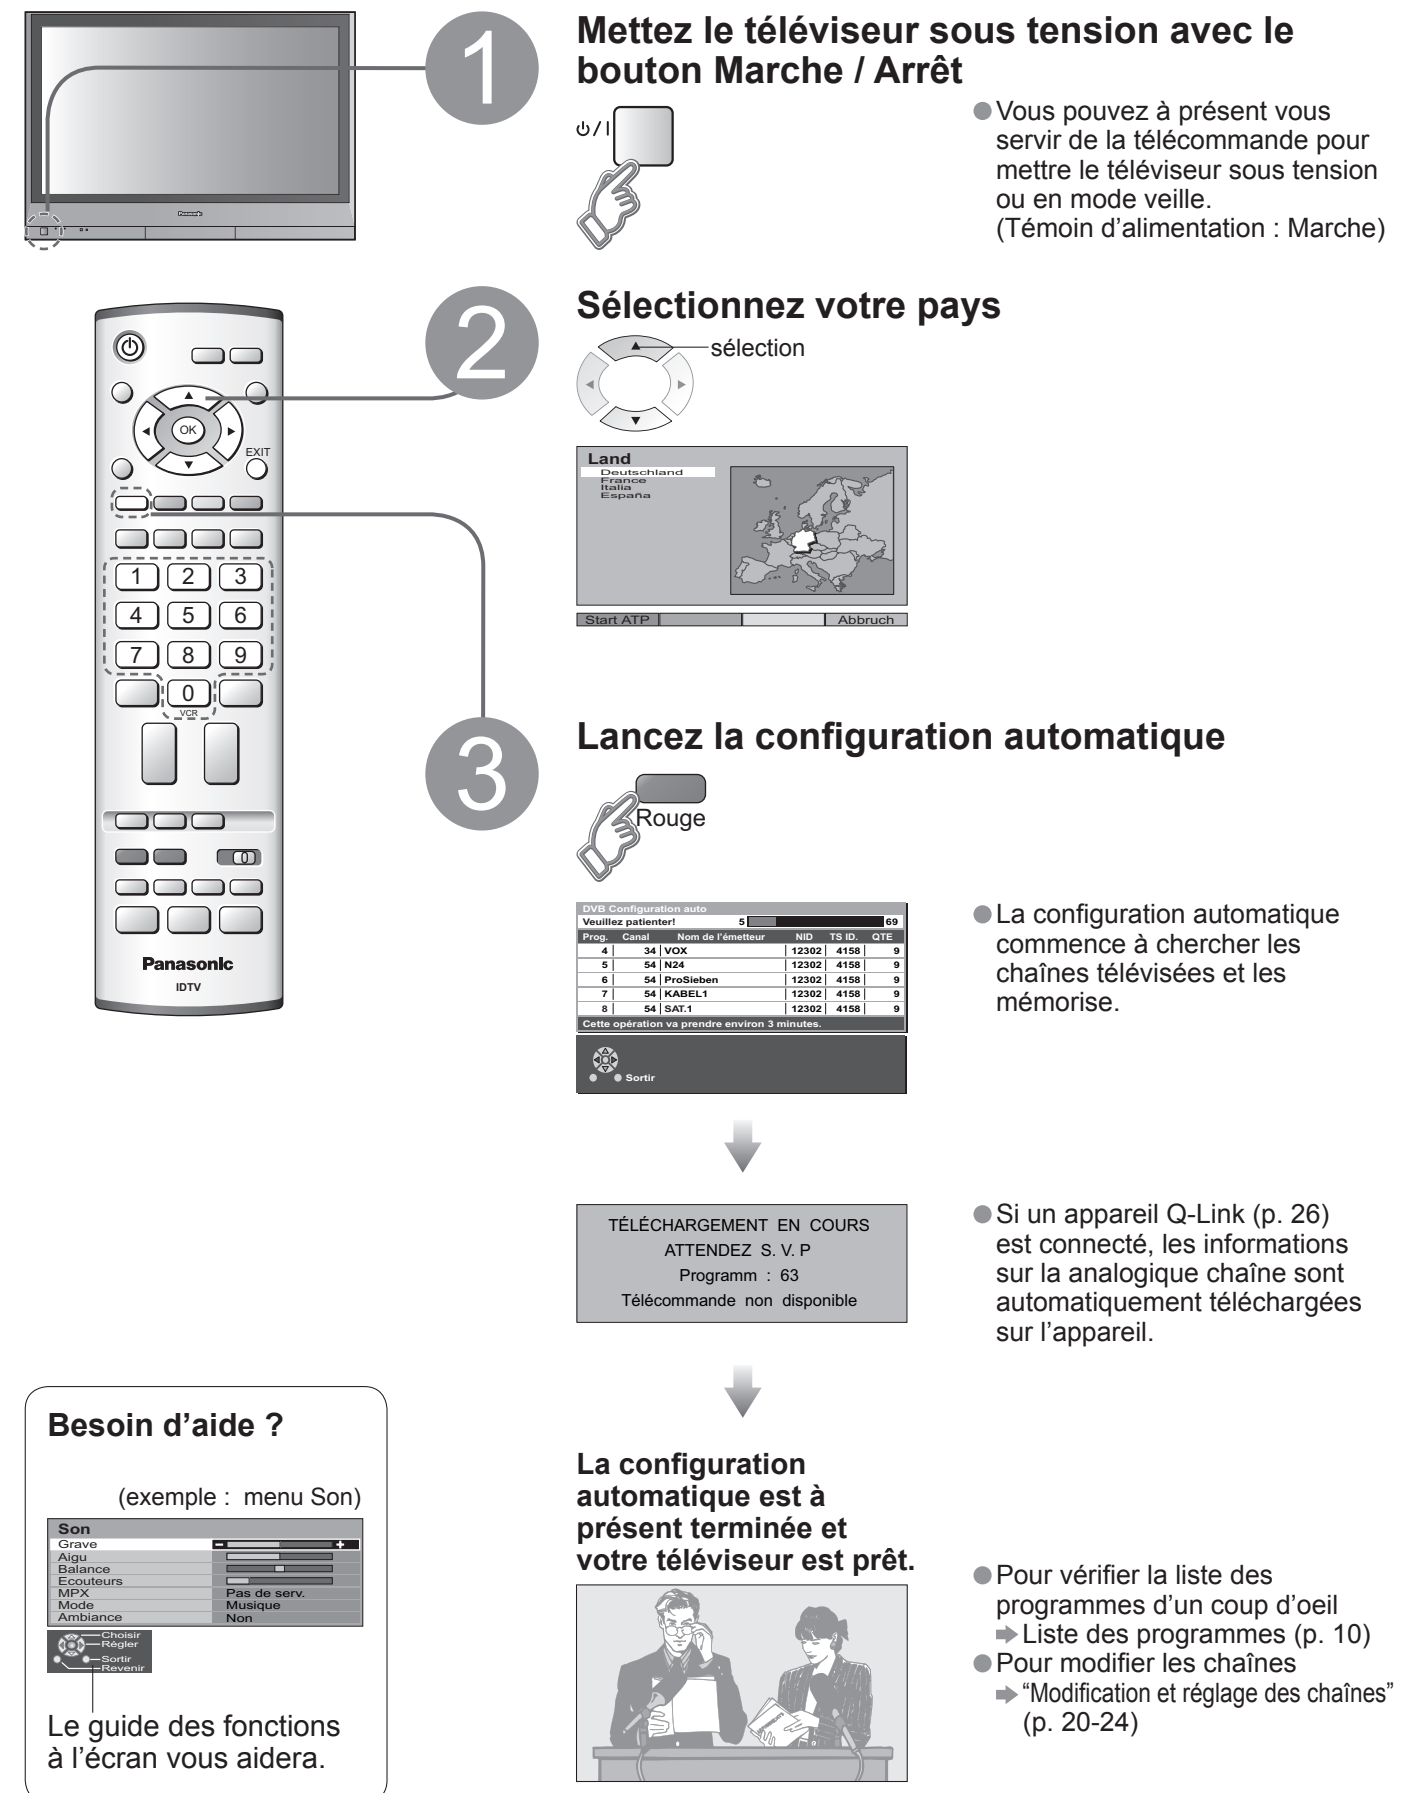 1
Mettez le téléviseur sous tension avec le
bouton Marche / Arrêt
/ I
● Vous pouvez à présent vous
servir de la télécommande pour
mettre le téléviseur sous tension
ou en mode veille.
(Témoin d'alimentation : Marche)
Panasonic
2
Sélectionnez votre pays
sélection
Land
Deutschland
France
Italia
España
Start ATP
Abbruch
OK
EXIT
1 2 3
4 5 6
7 8 9
0
VCR
Panasonic
IDTV
3
Lancez la configuration automatique
Rouge
DVB Configuration auto
Veuillez patienter! 5 69
Prog. Canal Nom de l'émetteur NID TS ID. QTE
4 34 VOX 12302 4158 9
5 54 N24 12302 4158 9
6 54 ProSieben 12302 4158 9
7 54 KABEL1 12302 4158 9
8 54 SAT.1 12302 4158 9
Cette opération va prendre environ 3 minutes.
Sortir
● La configuration automatique
commence à chercher les
chaînes télévisées et les
mémorise.
TÉLÉCHARGEMENT EN COURS
ATTENDEZ S. V. P
Programm : 63
Télécommande non disponible
● Si un appareil Q-Link (p. 26)
est connecté, les informations
sur la analogique chaîne sont
automatiquement téléchargées
sur l'appareil.
La configuration
automatique est à
présent terminée et
votre téléviseur est prêt.
● Pour vérifier la liste des
programmes d'un coup d'oeil
➡ Liste des programmes (p. 10)
● Pour modifier les chaînes
➡ “Modification et réglage des chaînes”
(p. 20-24)
Besoin d'aide ?
(exemple : menu Son)
Son
Grave − +
Aigu
Balance
Ecouteurs
MPX Pas de serv.
Mode Musique
Ambiance Non
Choisir
Régler
Sortir
Revenir
Le guide des fonctions
à l'écran vous aidera.